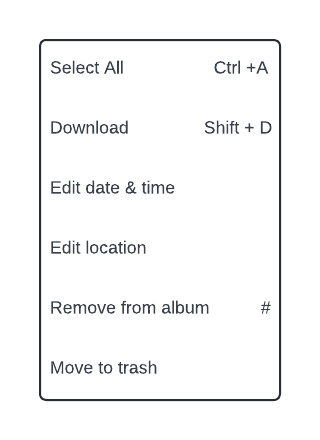 Select All Ctrl +A
Download Shift + D
Edit date & time
Edit location
Remove from album #
Move to trash